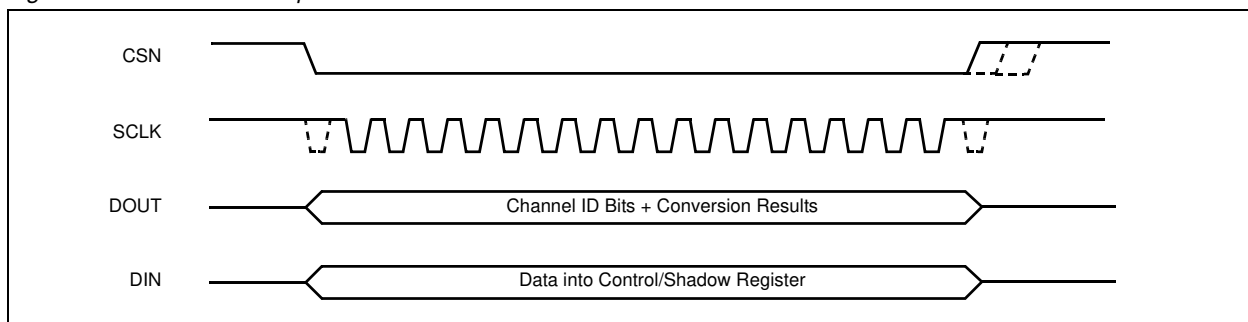 CSN
SCLK
DOUT
Channel ID Bits + Conversion Results
DIN
Data into Control/Shadow Register